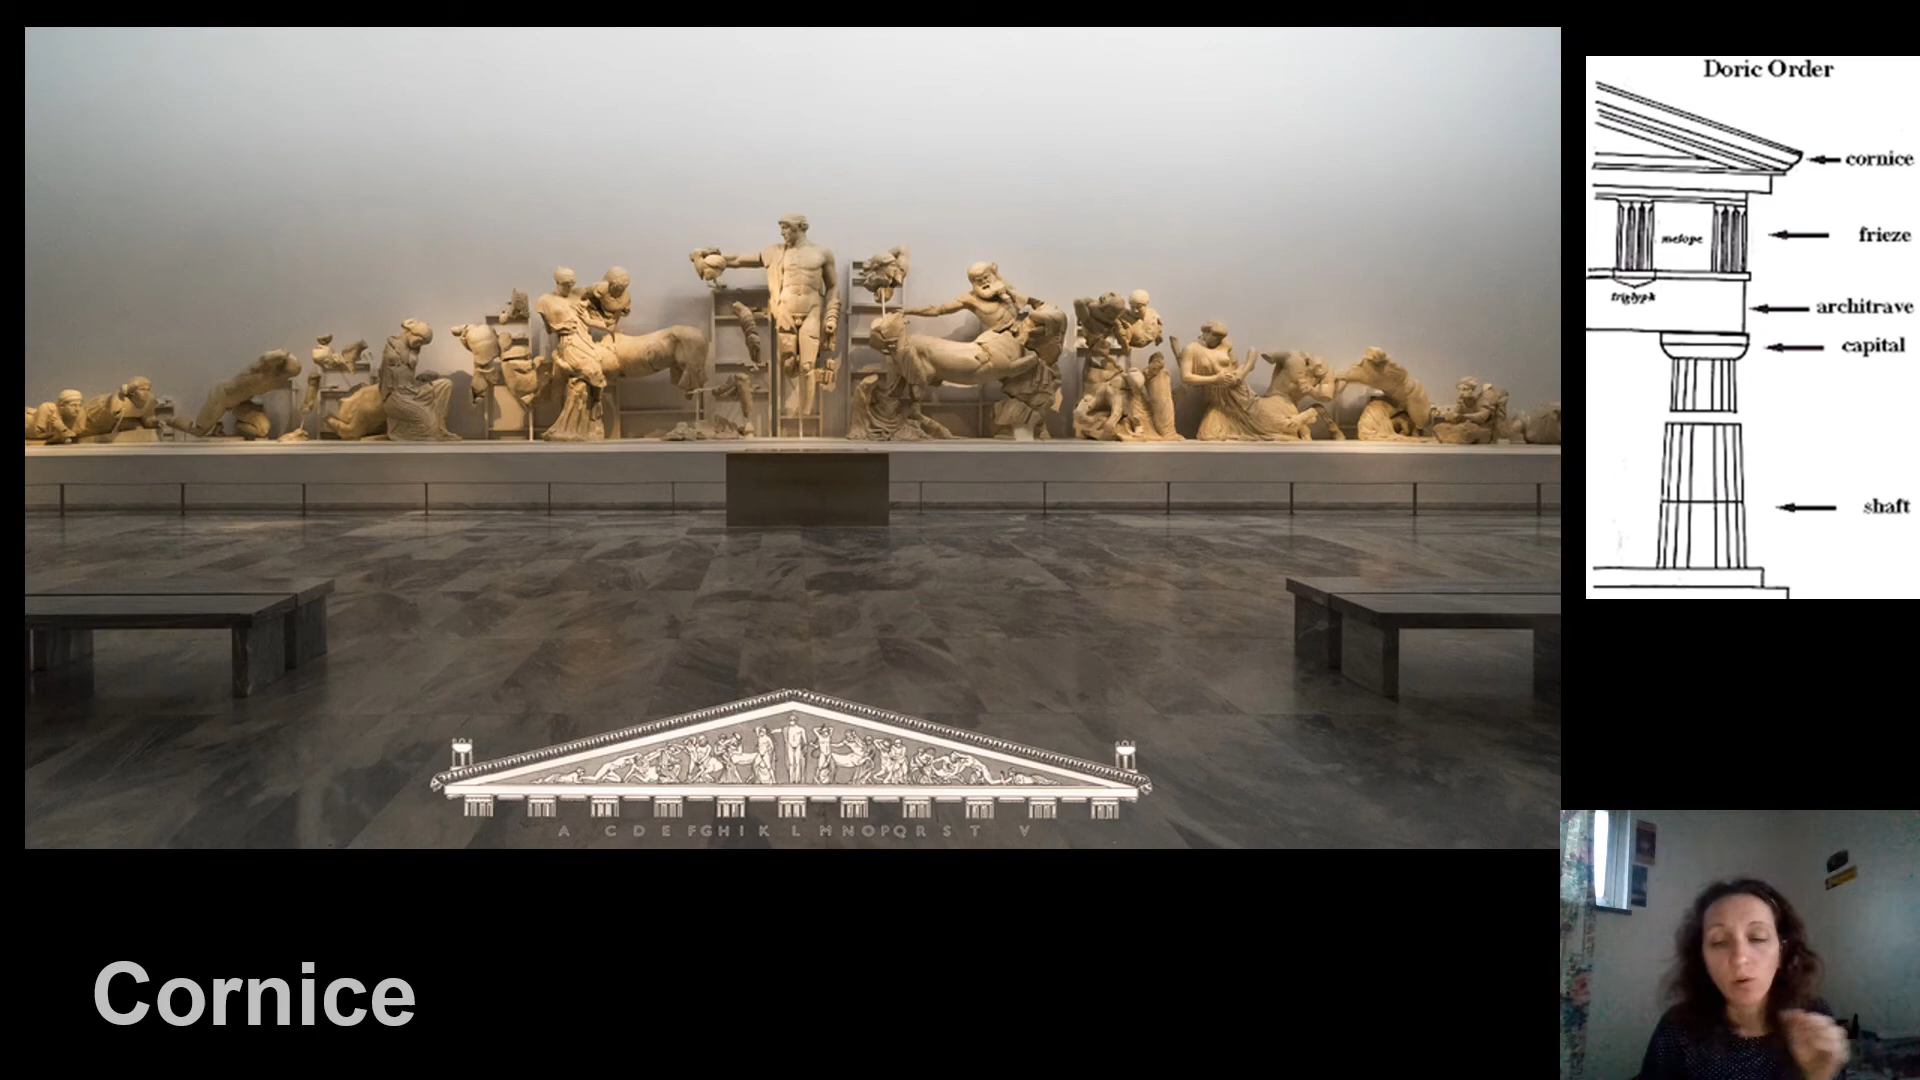 Doric Order
cornice
frieze
metope
triglyph
architrave
capital
shaft
A C D E F G H I K L M N O P Q R S T V
Cornice